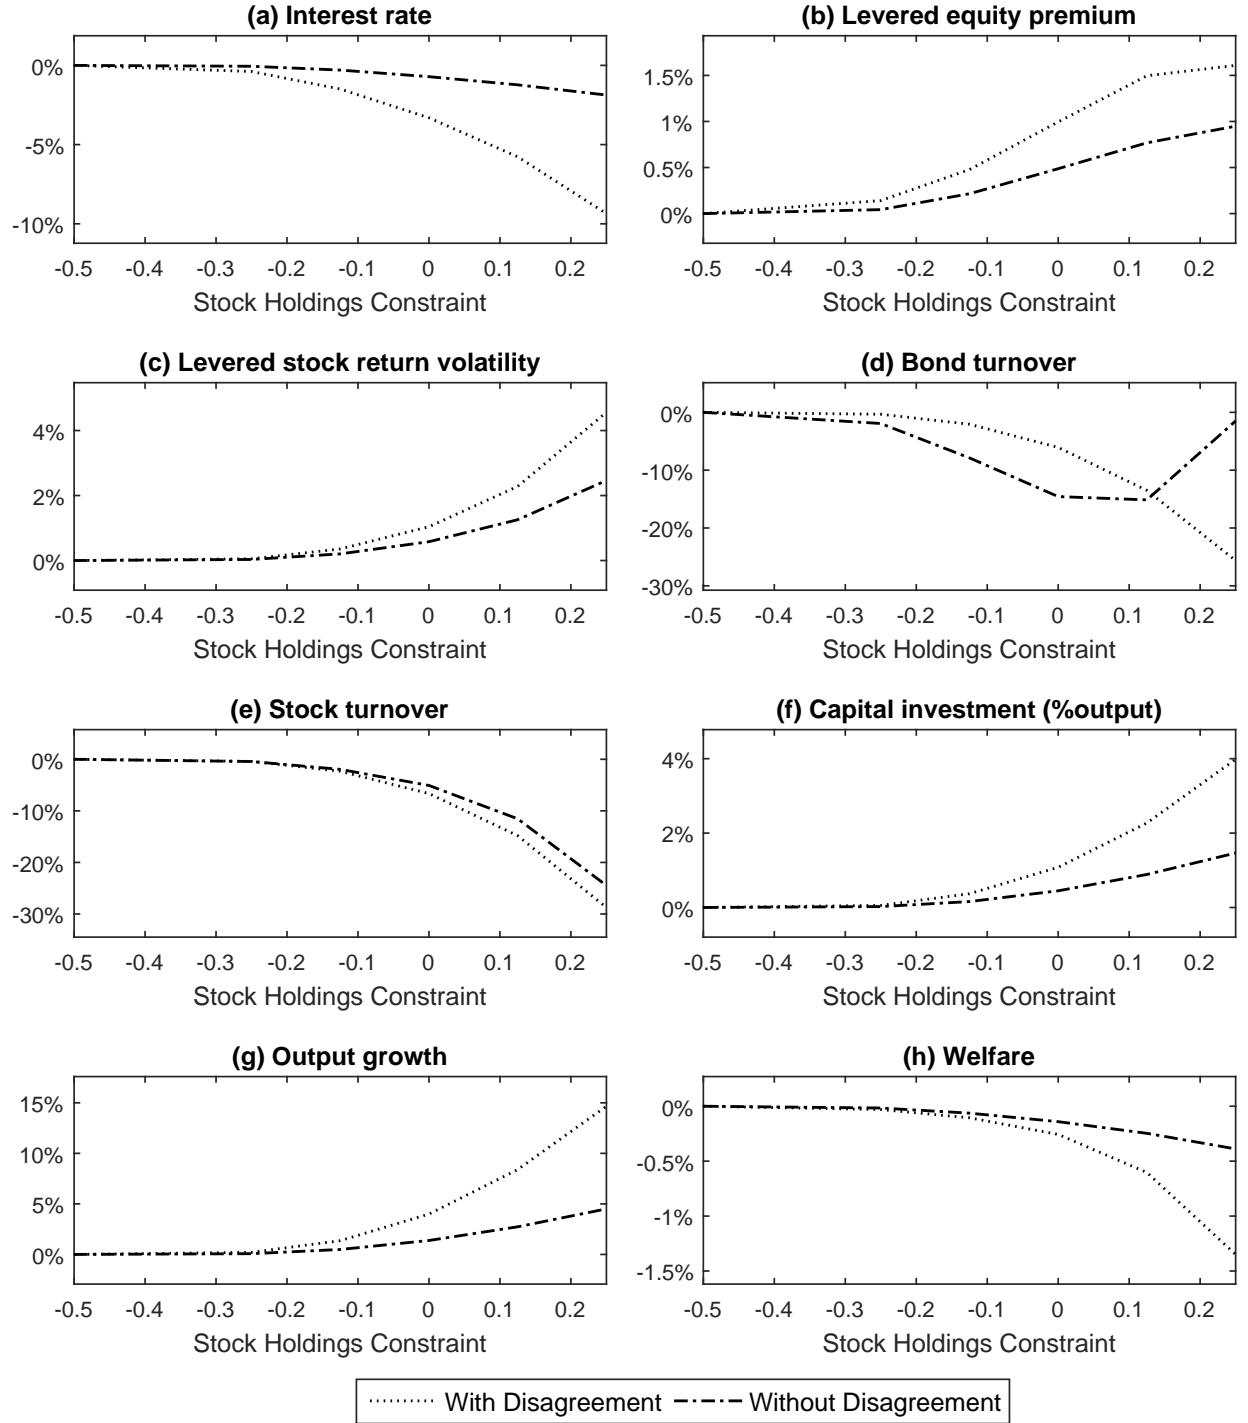 (a) Interest rate
0%
-5%
-10%
-0.5 -0.4 -0.3 -0.2 -0.1 0 0.1 0.2
Stock Holdings Constraint
(b) Levered equity premium
1.5%
1%
0.5%
0%
-0.5 -0.4 -0.3 -0.2 -0.1 0 0.1 0.2
Stock Holdings Constraint
(c) Levered stock return volatility
4%
2%
0%
-0.5 -0.4 -0.3 -0.2 -0.1 0 0.1 0.2
Stock Holdings Constraint
(d) Bond turnover
0%
-10%
-20%
-30%
-0.5 -0.4 -0.3 -0.2 -0.1 0 0.1 0.2
Stock Holdings Constraint
(e) Stock turnover
0%
-10%
-20%
-30%
-0.5 -0.4 -0.3 -0.2 -0.1 0 0.1 0.2
Stock Holdings Constraint
(f) Capital investment (%output)
4%
2%
0%
-0.5 -0.4 -0.3 -0.2 -0.1 0 0.1 0.2
Stock Holdings Constraint
(g) Output growth
15%
10%
5%
0%
-0.5 -0.4 -0.3 -0.2 -0.1 0 0.1 0.2
Stock Holdings Constraint
(h) Welfare
0%
-0.5%
-1%
-1.5%
-0.5 -0.4 -0.3 -0.2 -0.1 0 0.1 0.2
Stock Holdings Constraint
With Disagreement Without Disagreement